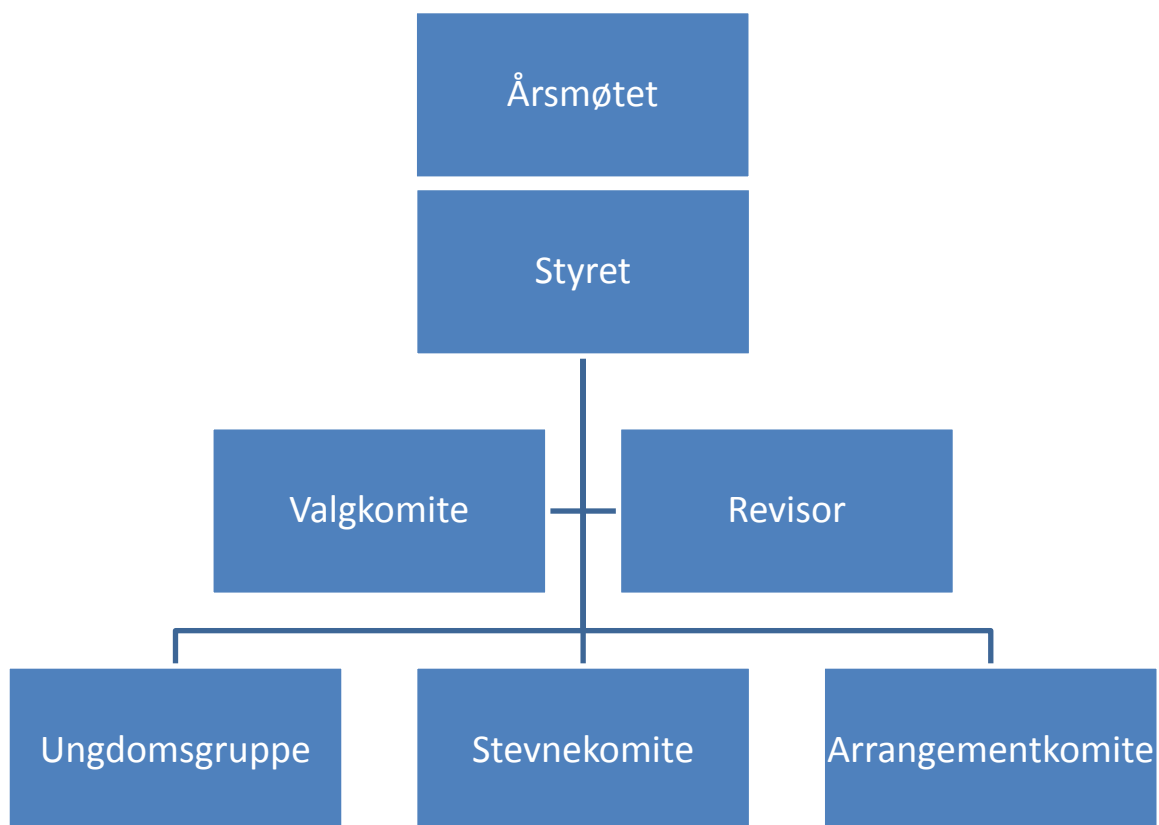 Årsmøtet
Styret
Valgkomite
Revisor
Ungdomsgruppe
Stevnekomite
Arrangementkomite